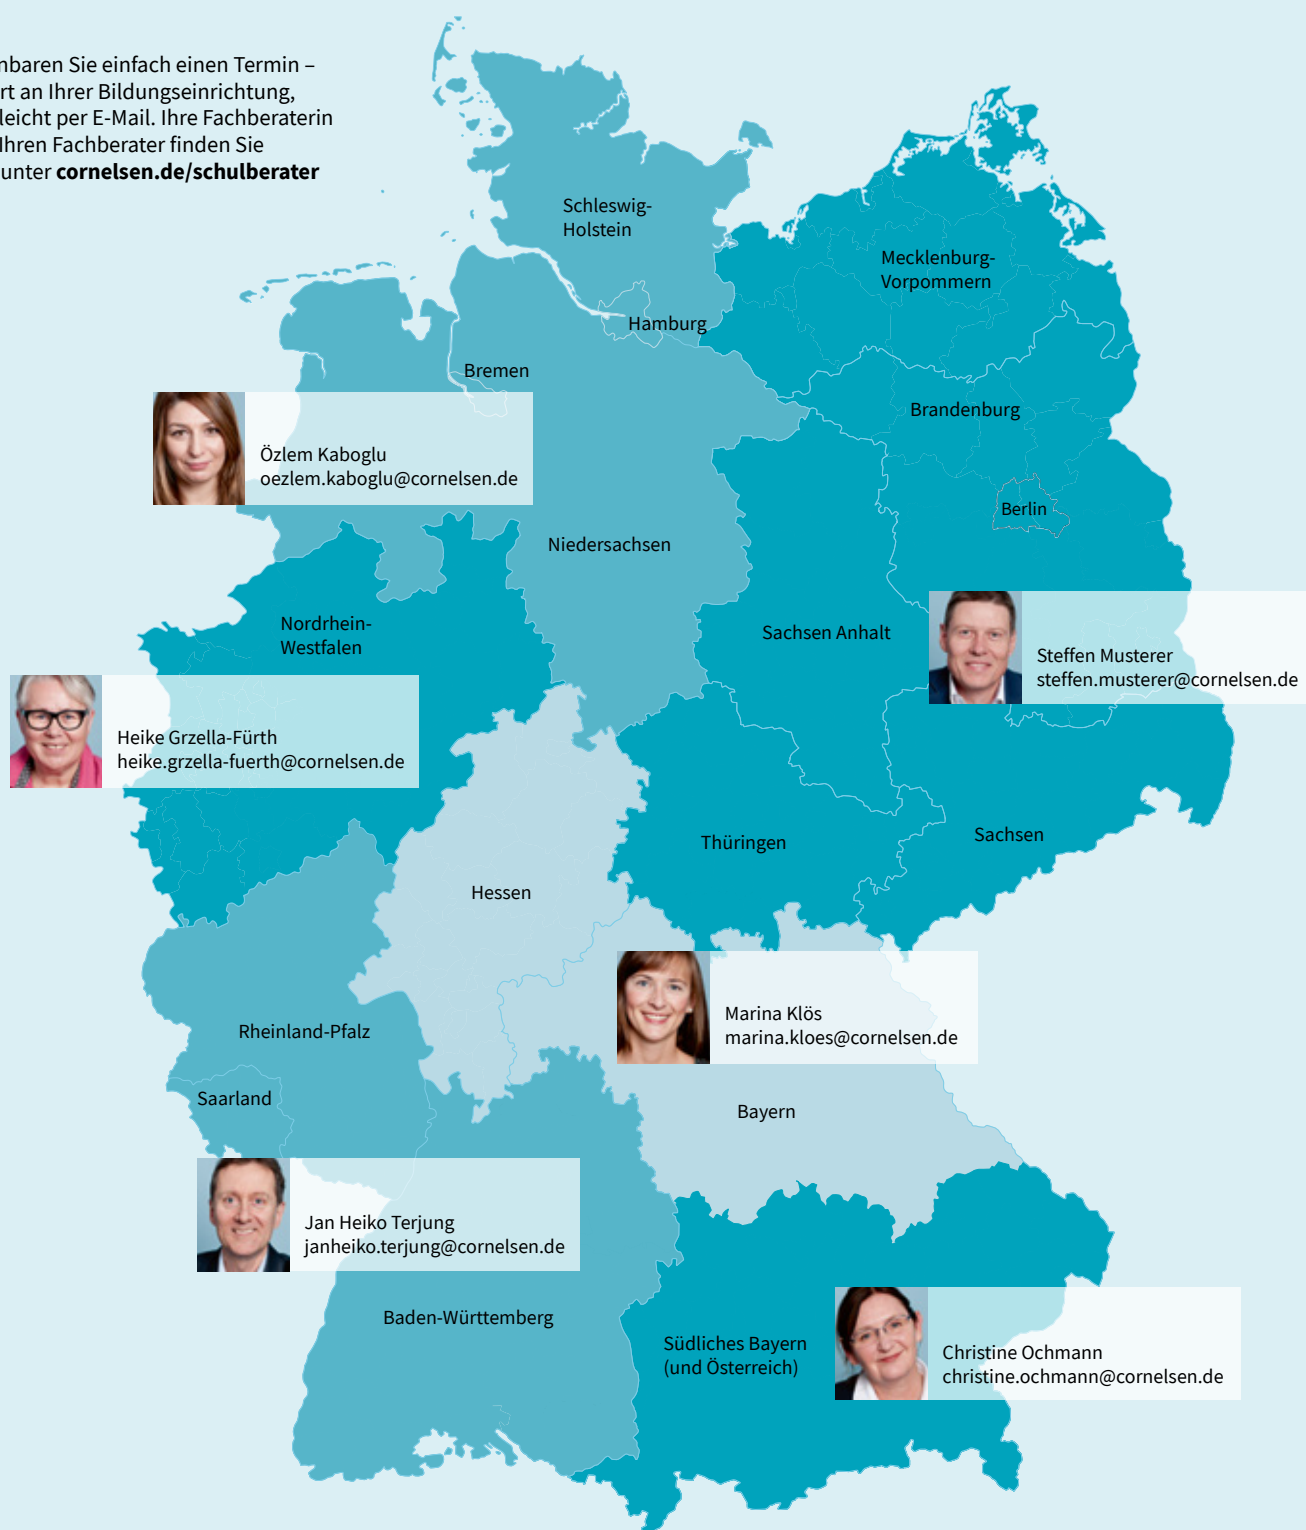 nbaren Sie einfach einen Termin –
rt an Ihrer Bildungseinrichtung,
leicht per E-Mail. Ihre Fachberaterin
Ihren Fachberater finden Sie
unter cornelsen.de/schulberater
Schleswig-
Holstein
Mecklenburg-
Vorpommern
Hamburg
Bremen
Brandenburg
Özlem Kaboglu
oezlem.kaboglu@cornelsen.de
Berlin
Niedersachsen
Nordrhein-
Westfalen
Sachsen Anhalt
Steffen Musterer
steffen.musterer@cornelsen.de
Heike Grzella-Fürth
heike.grzella-fuerth@cornelsen.de
Thüringen
Sachsen
Hessen
Marina Klös
marina.kloes@cornelsen.de
Rheinland-Pfalz
Saarland
Bayern
Jan Heiko Terjung
janheiko.terjung@cornelsen.de
Baden-Württemberg
Südliches Bayern
(und Österreich)
Christine Ochmann
christine.ochmann@cornelsen.de